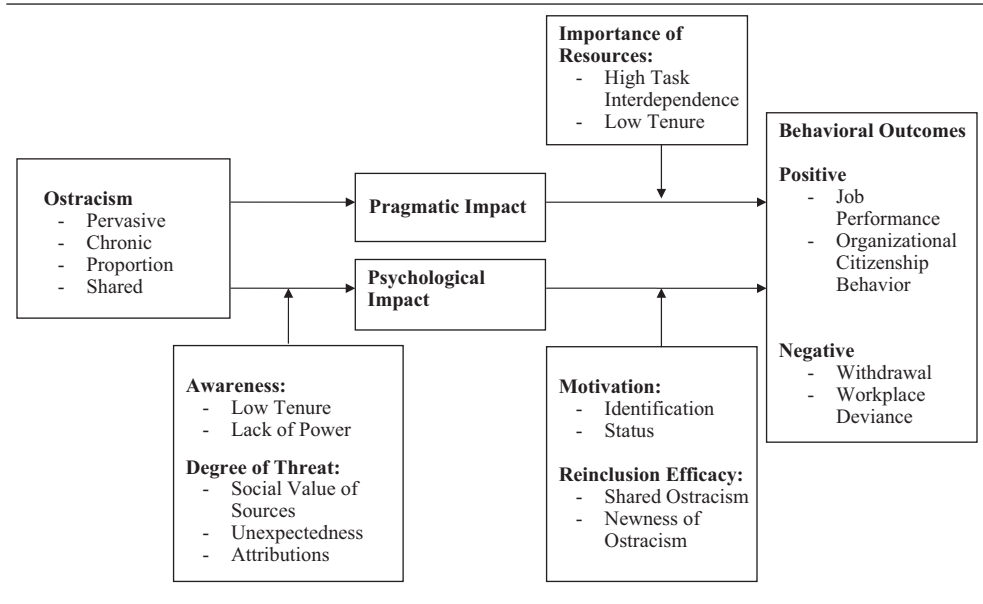 Importance of
Resources:
- High Task
Interdependence
- Low Tenure
Behavioral Outcomes
Positive
- Job
Performance
- Organizational
Citizenship
Behavior
Negative
- Withdrawal
- Workplace
Deviance
Ostracism
- Pervasive
- Chronic
- Proportion
- Shared
Pragmatic Impact
Psychological
Impact
Awareness:
- Low Tenure
- Lack of Power
Degree of Threat:
- Social Value of
Sources
- Unexpectedness
- Attributions
Motivation:
- Identification
- Status
Reinclusion Efficacy:
- Shared Ostracism
- Newness of
Ostracism